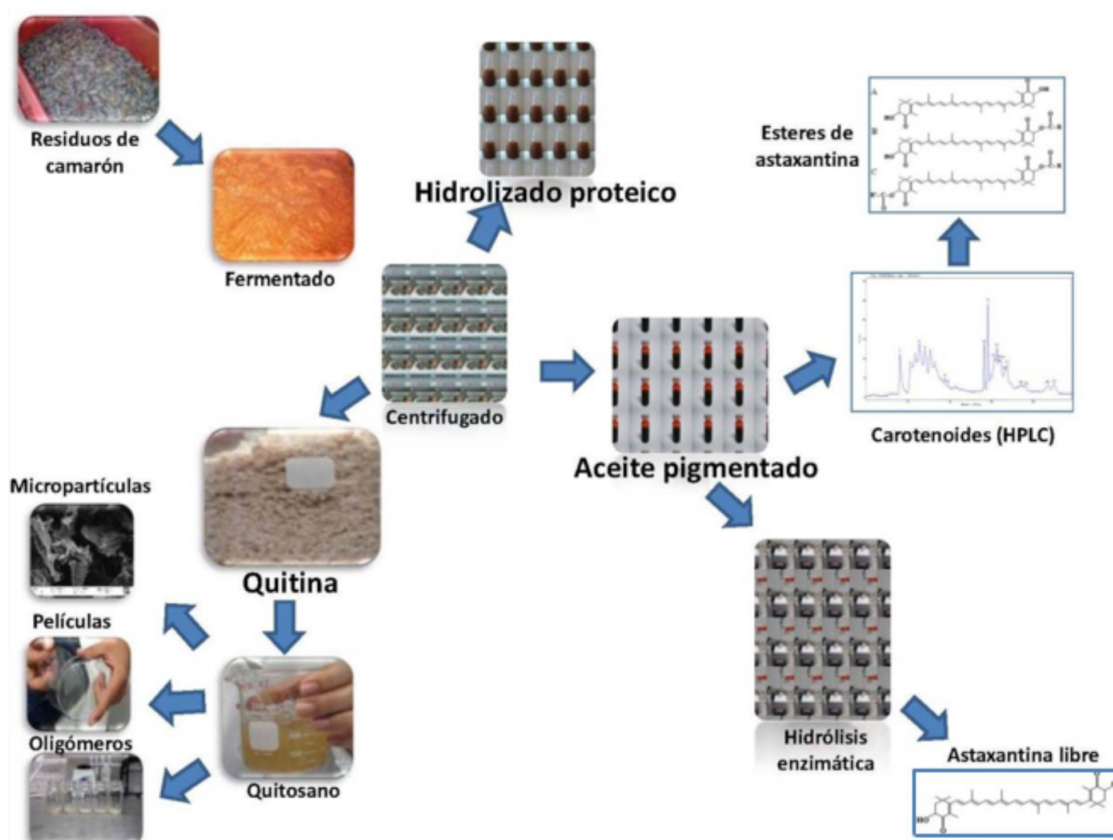 Residuos de
camarón
Fermentado
Hidrolizado proteico
Centrifugado
Esteres de
astaxantina
A
B
C
Carotenoides (HPLC)
Aceite pigmentado
Quitina
Micropartículas
Películas
Oligómeros
Quitosano
Hidrólisis
enzimática
Astaxantina libre
HO
O